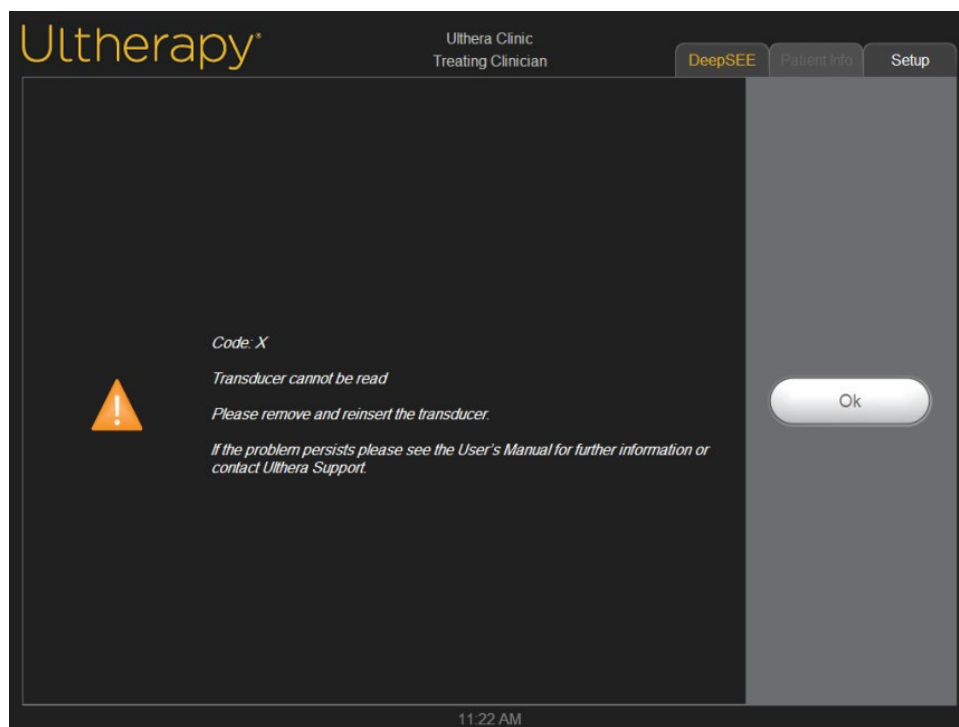 Ultherapy®
Ulthera Clinic
Treating Clinician
DeepSEE
Patient Info
Setup
Code: X
Transducer cannot be read
Please remove and reinsert the transducer.
If the problem persists please see the User's Manual for further information or
contact Ulthera Support.
Ok
11:22 AM